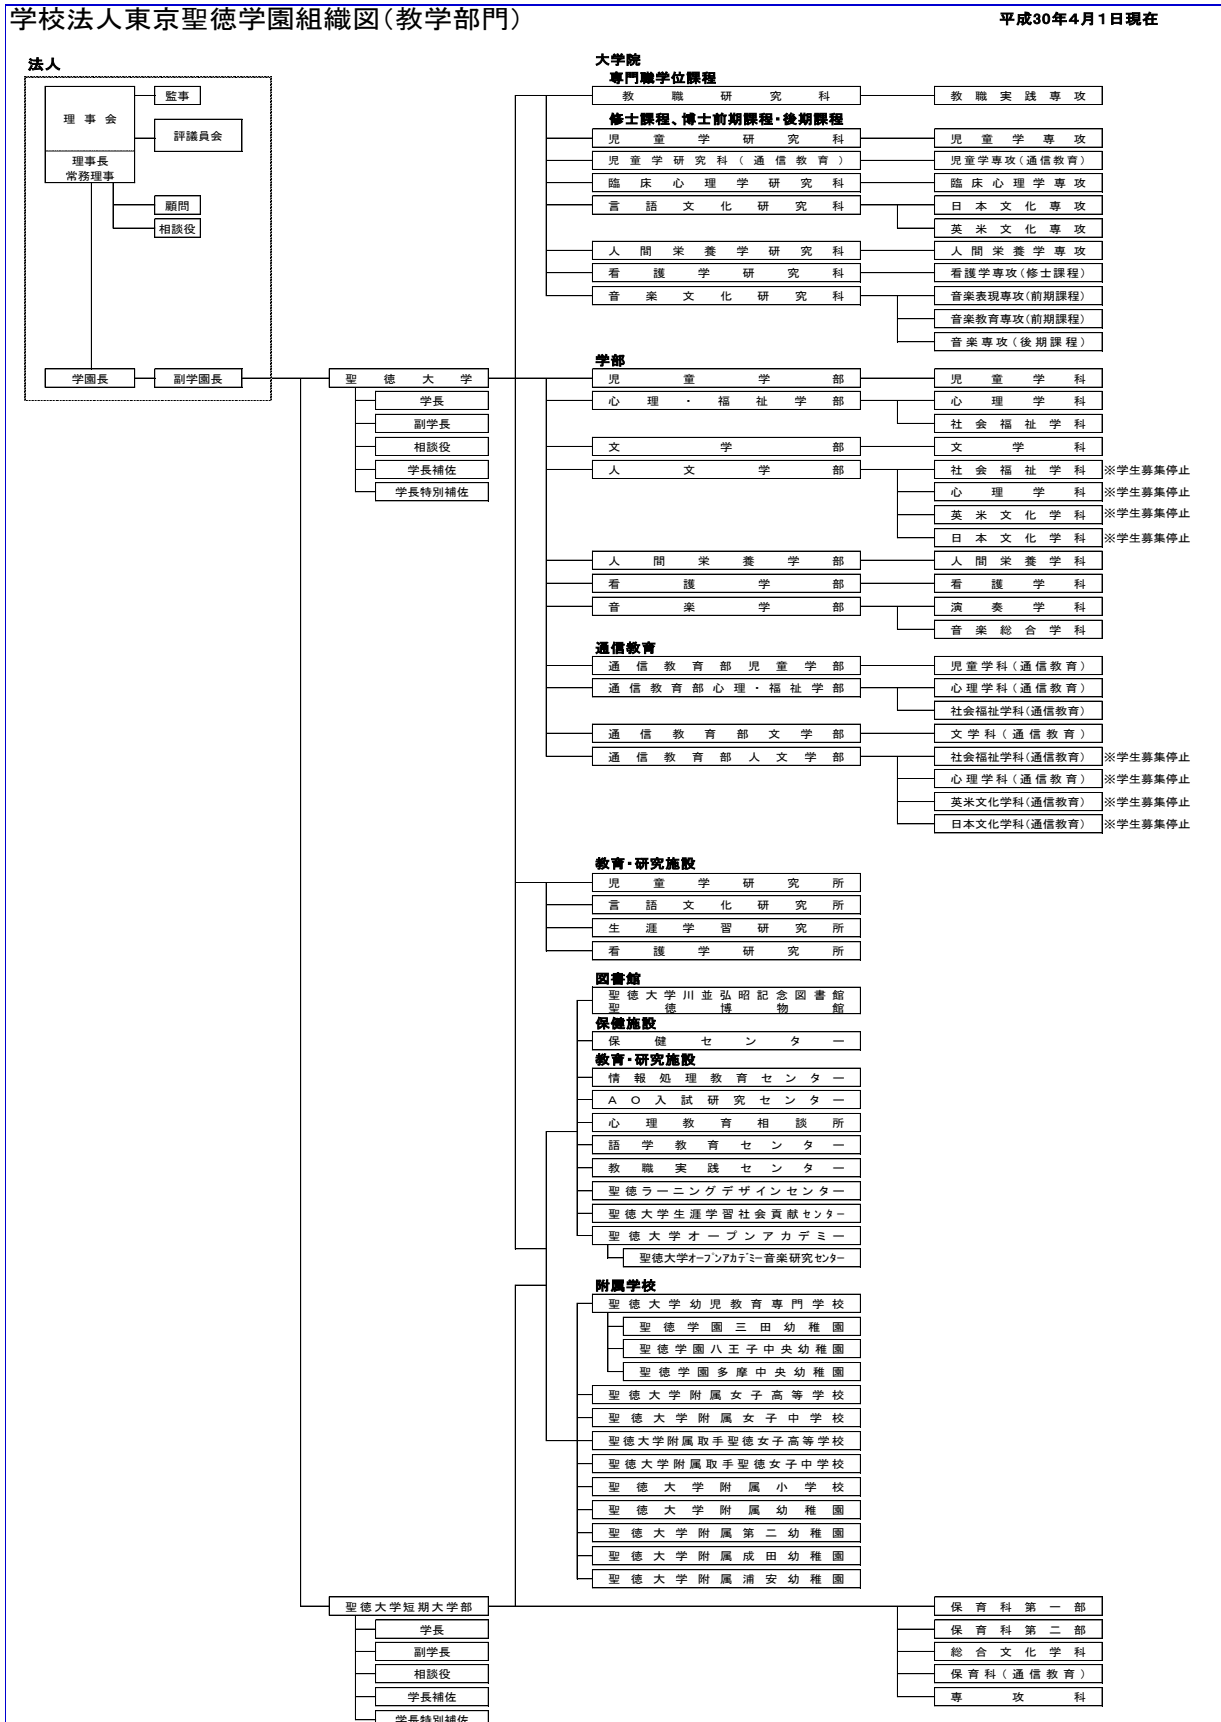 学校法人東京聖徳学園組織図(教学部門)
平成30年4月1日現在
法人
理事会
監事
評議員会
理事長
常務理事
顧問
相談役
学園長
副学園長
聖徳大学
学長
副学長
相談役
学長補佐
学長特別補佐
大学院
専門職学位課程
教職研究科
教職実践専攻
修士課程、博士前期課程・後期課程
児童学研究科
児童学専攻
児童学研究科(通信教育)
児童学専攻(通信教育)
臨床心理学研究科
臨床心理学専攻
言語文化研究科
日本文化専攻
英米文化専攻
人間栄養学研究科
人間栄養学専攻
看護学研究科
看護学専攻(修士課程)
音楽文化研究科
音楽表現専攻(前期課程)
音楽教育専攻(前期課程)
音楽専攻(後期課程)
学部
児童学部
児童学科
心理・福祉学部
心理学科
社会福祉学科
文学部
文学科
人文学部
社会福祉学科 ※学生募集停止
心理学科 ※学生募集停止
英米文化学科 ※学生募集停止
日本文化学科 ※学生募集停止
人間栄養学部
人間栄養学科
看護学部
看護学科
音楽学部
演奏学科
音楽総合学科
通信教育
通信教育部児童学部
児童学科(通信教育)
通信教育部心理・福祉学部
心理学科(通信教育)
社会福祉学科(通信教育)
通信教育部文学部
文学科(通信教育)
通信教育部人文学部
社会福祉学科(通信教育) ※学生募集停止
心理学科(通信教育) ※学生募集停止
英米文化学科(通信教育) ※学生募集停止
日本文化学科(通信教育) ※学生募集停止
教育・研究施設
児童学研究所
言語文化研究所
生涯学習研究所
看護学研究所
図書館
聖徳大学川並弘昭記念図書館
聖徳博物館
保健施設
保健センター
教育・研究施設
情報処理教育センター
AO入試研究センター
心理教育相談所
語学教育センター
教職実践センター
聖徳ラーニングデザインセンター
聖徳大学生涯学習社会貢献センター
聖徳大学オープンアカデミー
聖徳大学オープンアカデミー音楽研究センター
附属学校
聖徳大学幼児教育専門学校
聖徳学園三田幼稚園
聖徳学園八王子中央幼稚園
聖徳学園多摩中央幼稚園
聖徳大学附属女子高等学校
聖徳大学附属女子中学校
聖徳大学附属取手聖徳女子高等学校
聖徳大学附属取手聖徳女子中学校
聖徳大学附属小学校
聖徳大学附属幼稚園
聖徳大学附属第二幼稚園
聖徳大学附属成田幼稚園
聖徳大学附属浦安幼稚園
聖徳大学短期大学部
学長
副学長
相談役
学長補佐
学長特別補佐
保育科第一部
保育科第二部
総合文化学科
保育科(通信教育)
専攻科